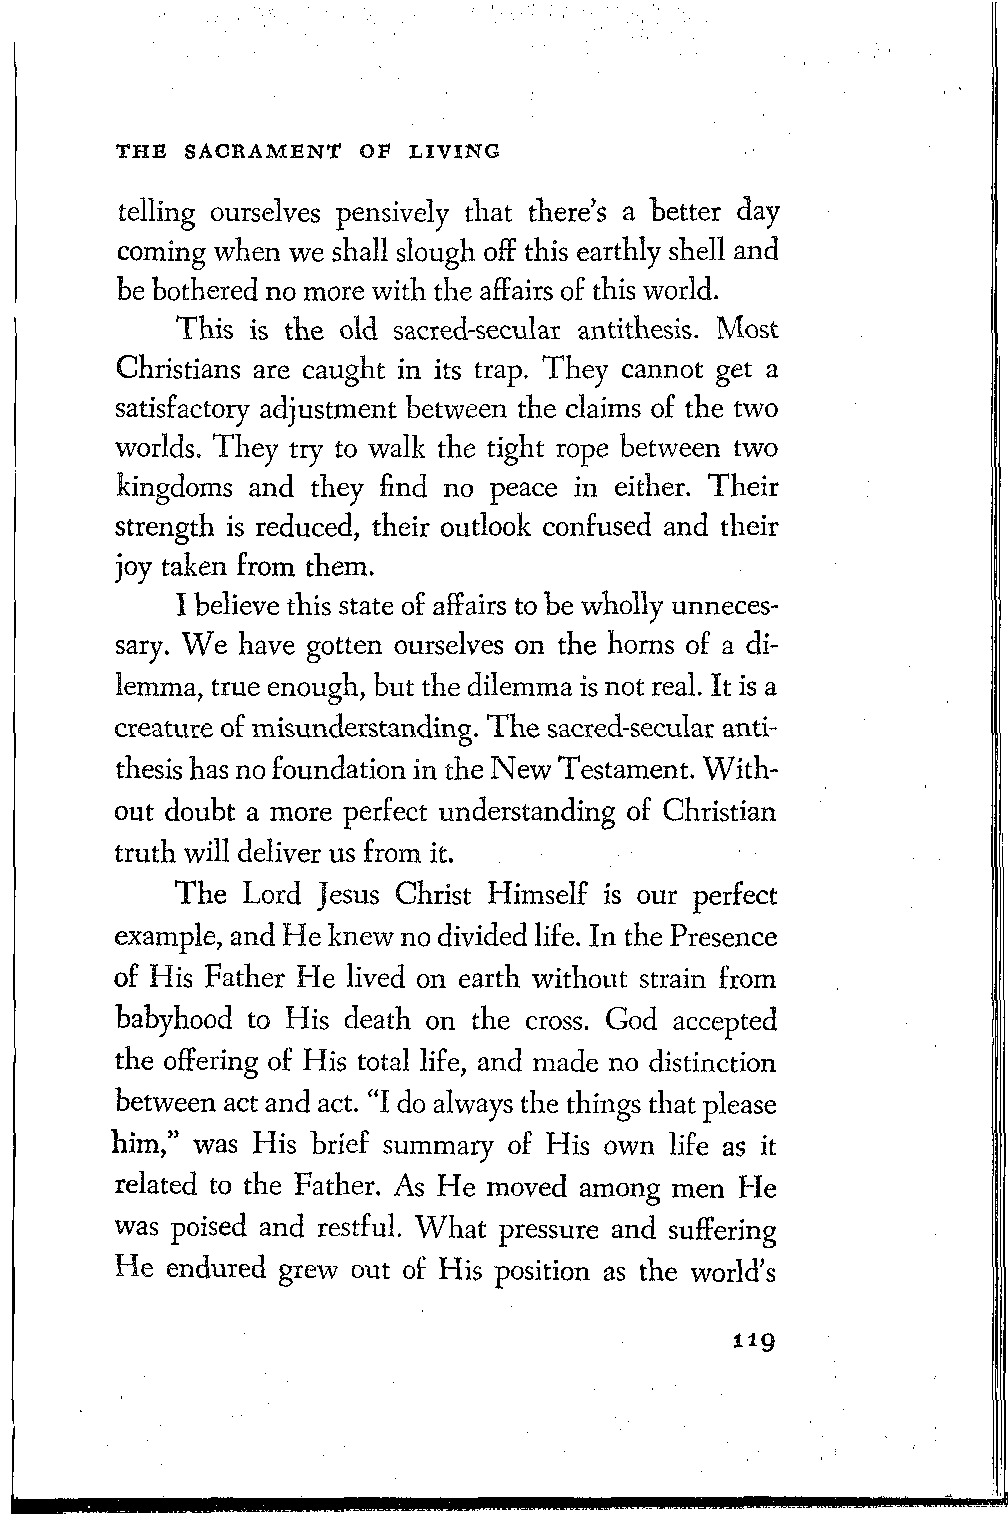 THE SACRAMENT OF LIVING
telling ourselves pensively that there's a better day
coming when we shall slough off this earthly shell and
be bothered no more with the affairs of this world.
This is the old sacred-secular antithesis. Most
Christians are caught in its trap. They cannot get a
satisfactory adjustment between the claims of the two
worlds. They try to walk the tight rope between two
kingdoms and they find no peace in either. Their
strength is reduced, their outlook confused and their
joy taken from them.
I believe this state of affairs to be wholly unneces-
sary. We have gotten ourselves on the horns of a di-
lemma, true enough, but the dilemma is not real. It is a
creature of misunderstanding. The sacred-secular anti-
thesis has no foundation in the New Testament. With-
out doubt a more perfect understanding of Christian
truth will deliver us from it.
The Lord Jesus Christ Himself is our perfect
example, and He knew no divided life. In the Presence
of His Father He lived on earth without strain from
babyhood to His death on the cross. God accepted
the offering of His total life, and made no distinction
between act and act. "I do always the things that please
him," was His brief summary of His own life as it
related to the Father. As He moved among men He
was poised and restful. What pressure and suffering
He endured grew out of His position as the world's
119